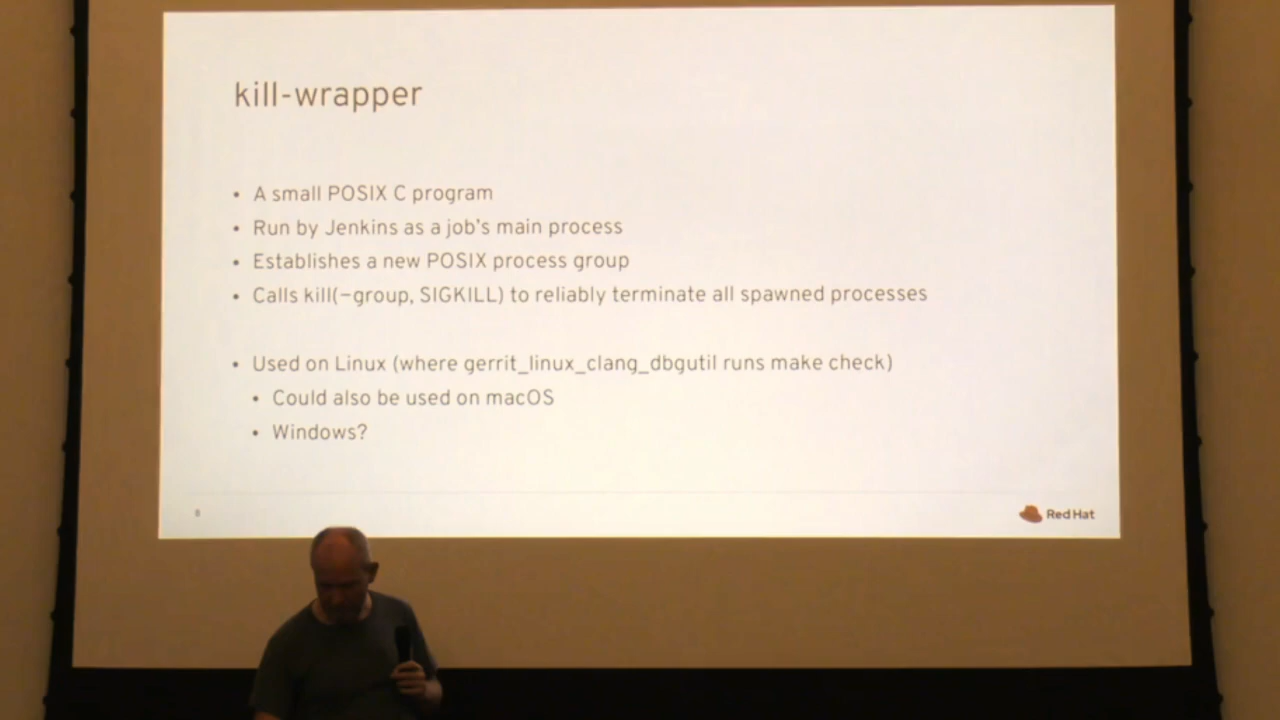 kill-wrapper
• A small POSIX C program
• Run by Jenkins as a job's main process
• Establishes a new POSIX process group
• Calls kill(−group, SIGKILL) to reliably terminate all spawned processes
• Used on Linux (where gerrit_linux_clang_dbgutil runs make check)
• Could also be used on macOS
• Windows?
Red Hat